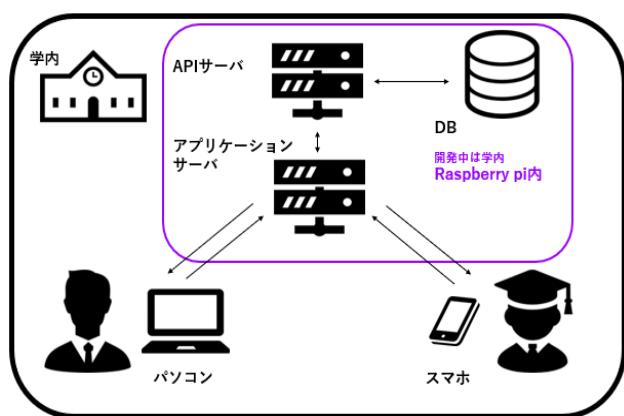 学内
APIサーバ
DB
アプリケーション
サーバ
開発中は学内
Raspberry pi内
パソコン
スマホ